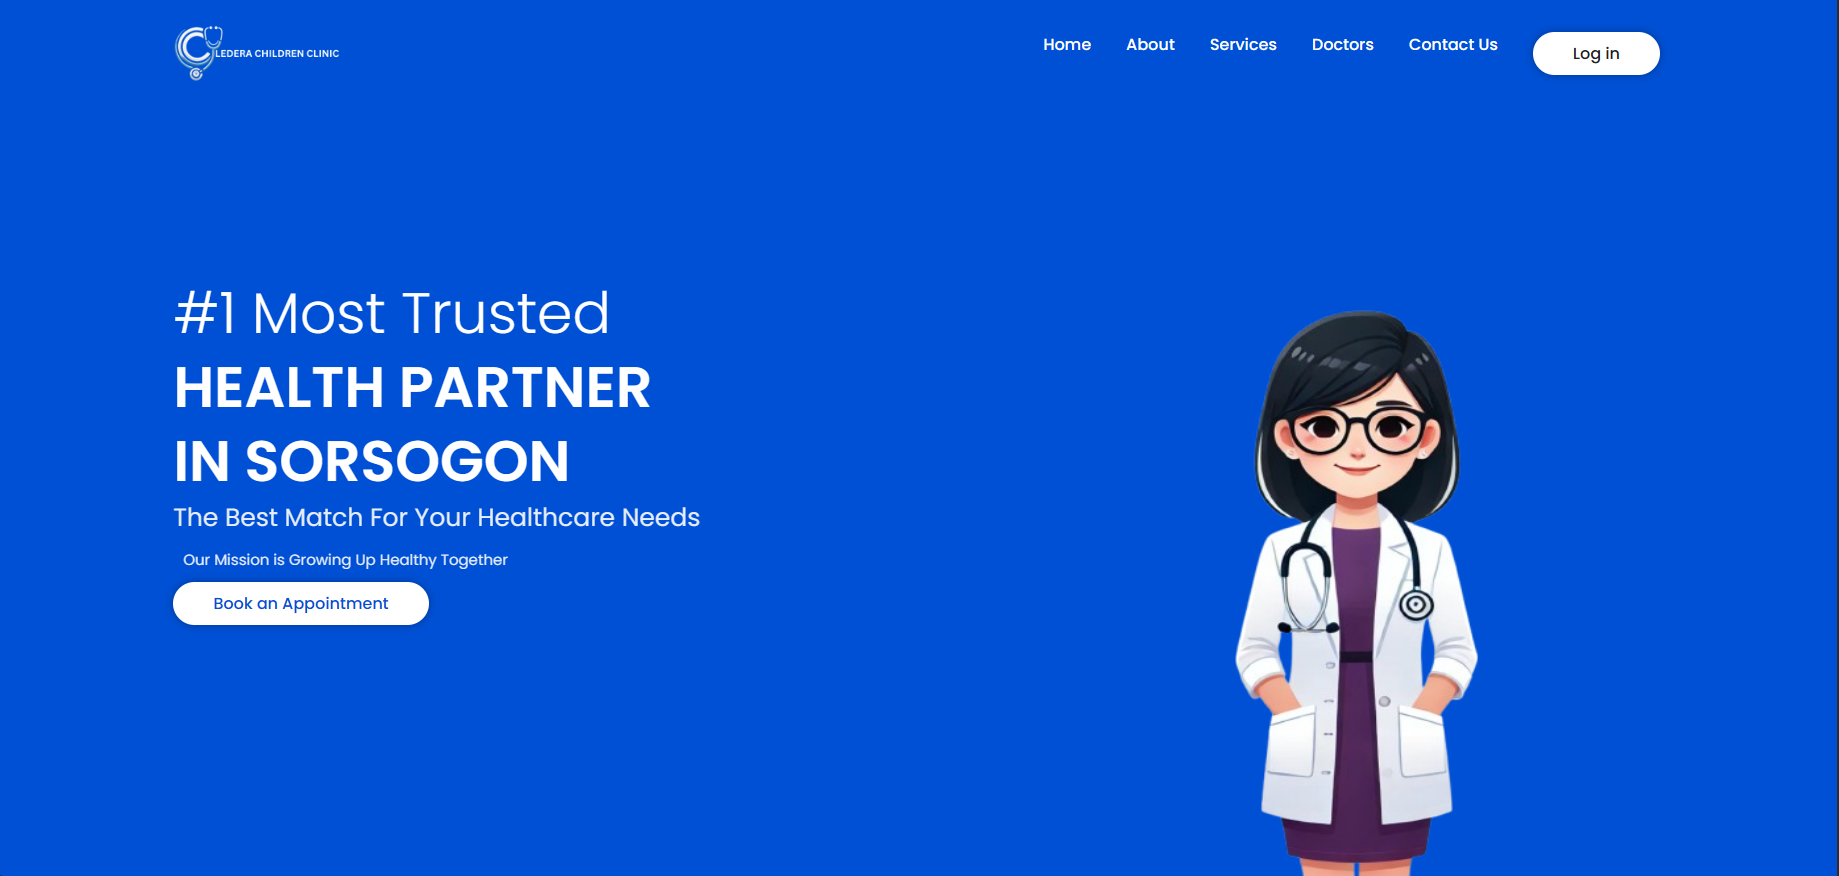 CLEDERA CHILDREN CLINIC
Home About Services Doctors Contact Us Log in
#1 Most Trusted
HEALTH PARTNER
IN SORSOGON
The Best Match For Your Healthcare Needs
Our Mission is Growing Up Healthy Together
Book an Appointment